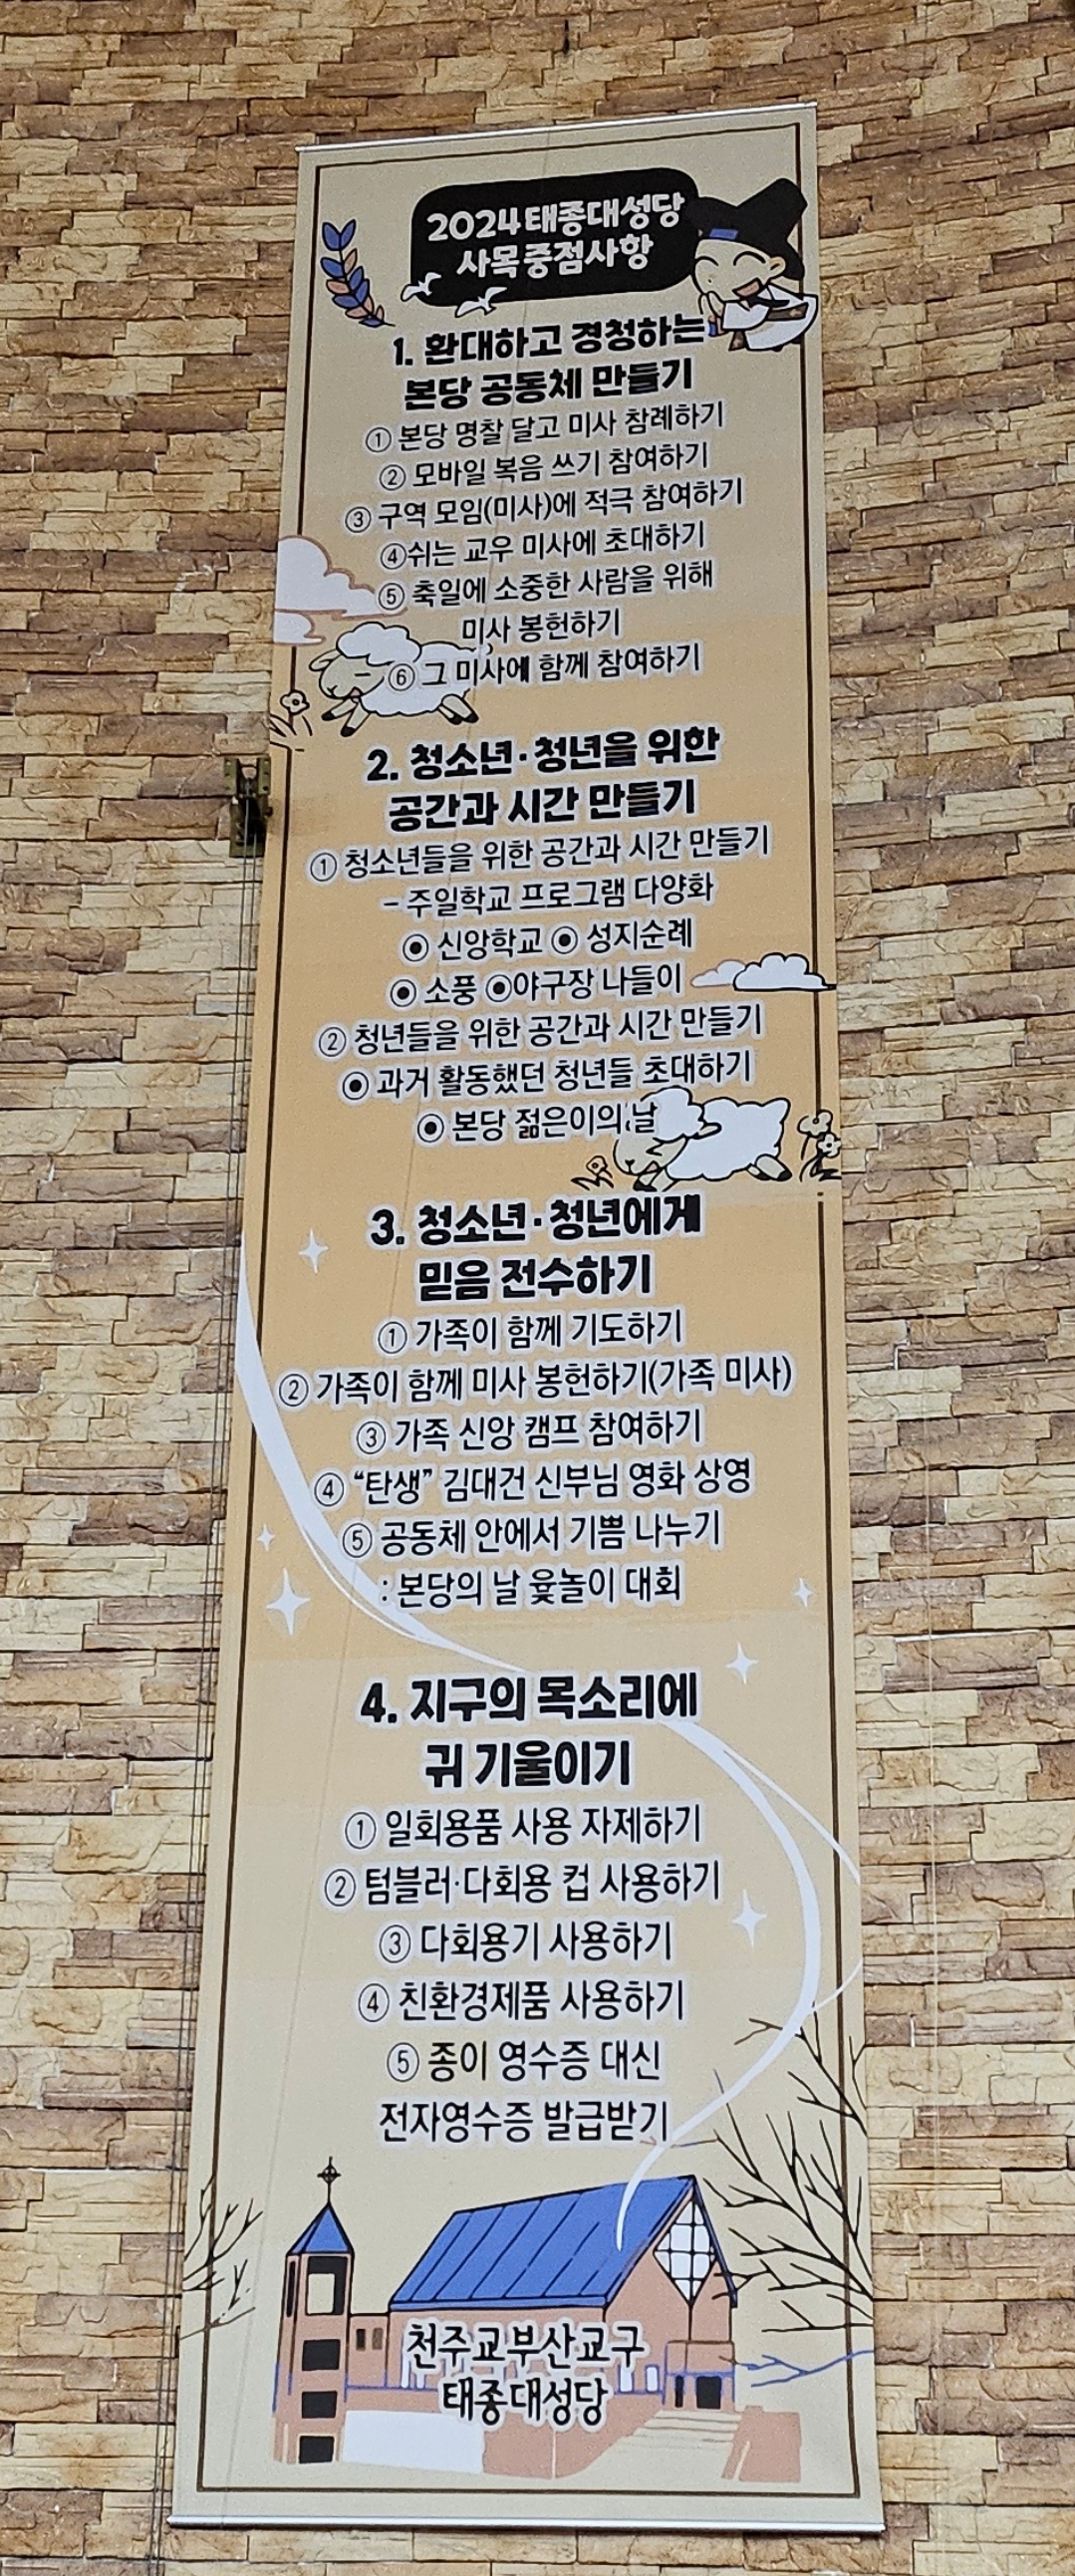 2024 태종대성당
사목 중점사항
1. 환대하고 경청하는
본당 공동체 만들기
① 본당 명찰 달고 미사 참례하기
② 모바일 복음 쓰기 참여하기
③ 구역 모임(미사)에 적극 참여하기
④쉬는 교우 미사에 초대하기
⑤ 축일에 소중한 사람을 위해
미사 봉헌하기
⑥ 그 미사에 함께 참여하기
2. 청소년·청년을 위한
공간과 시간 만들기
① 청소년들을 위한 공간과 시간 만들기
- 주일학교 프로그램 다양화
◉ 신앙학교 ◉ 성지순례
◉ 소풍 ◉야구장 나들이
② 청년들을 위한 공간과 시간 만들기
◉ 과거 활동했던 청년들 초대하기
◉ 본당 젊은이의 날
3. 청소년·청년에게
믿음 전수하기
① 가족이 함께 기도하기
② 가족이 함께 미사 봉헌하기(가족 미사)
③ 가족 신앙 캠프 참여하기
④ “탄생” 김대건 신부님 영화 상영
⑤ 공동체 안에서 기쁨 나누기
: 본당의 날 윷놀이 대회
4. 지구의 목소리에
귀 기울이기
① 일회용품 사용 자제하기
② 텀블러·다회용 컵 사용하기
③ 다회용기 사용하기
④ 친환경제품 사용하기
⑤ 종이 영수증 대신
전자영수증 발급받기
천주교부산교구
태종대성당